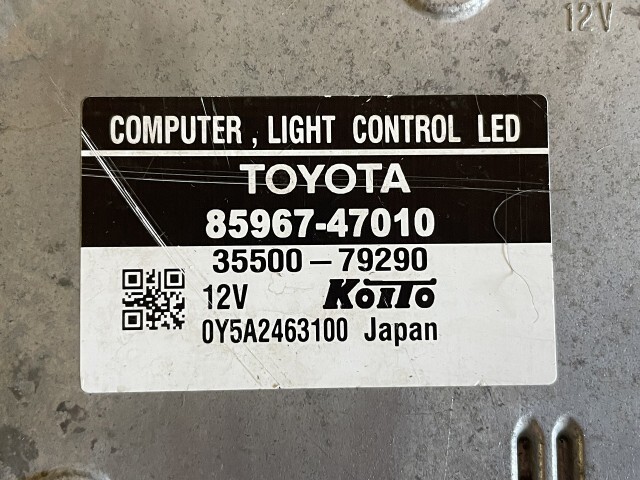 12V
COMPUTER , LIGHT CONTROL LED
TOYOTA
85967-47010
35500-79290
12V KOITO
0Y5A2463100 Japan